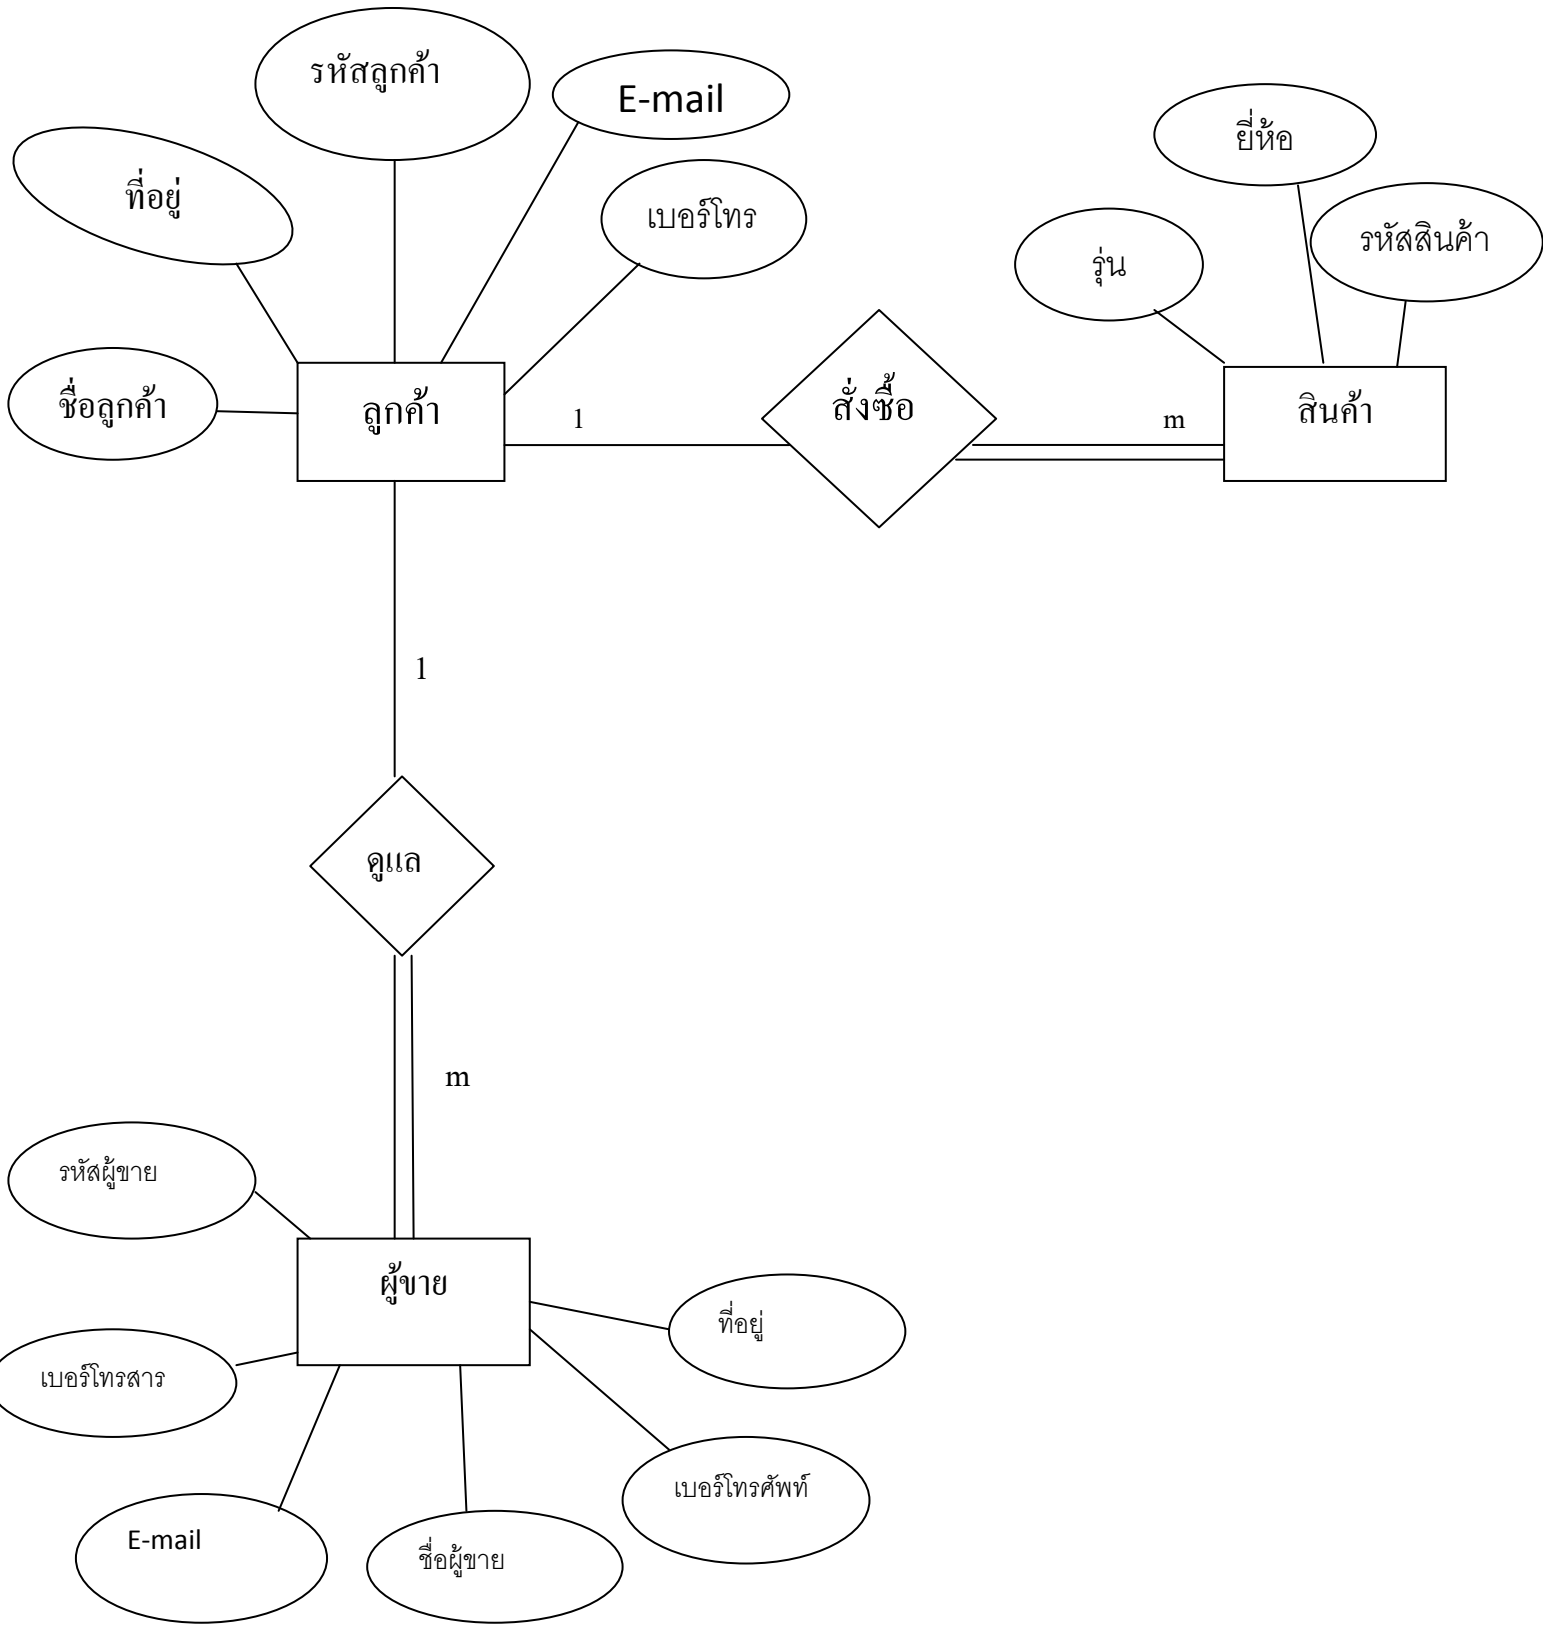 รหัสลูกค้า
E-mail
ยี่ห้อ
ที่อยู่
เบอร์โทร
รหัสสินค้า
รุ่น
ชื่อลูกค้า
ลูกค้า
1
สั่งซื้อ
m
สินค้า
1
ดูแล
m
รหัสผู้ขาย
ผู้ขาย
ที่อยู่
เบอร์โทรสาร
เบอร์โทรศัพท์
E-mail
ชื่อผู้ขาย